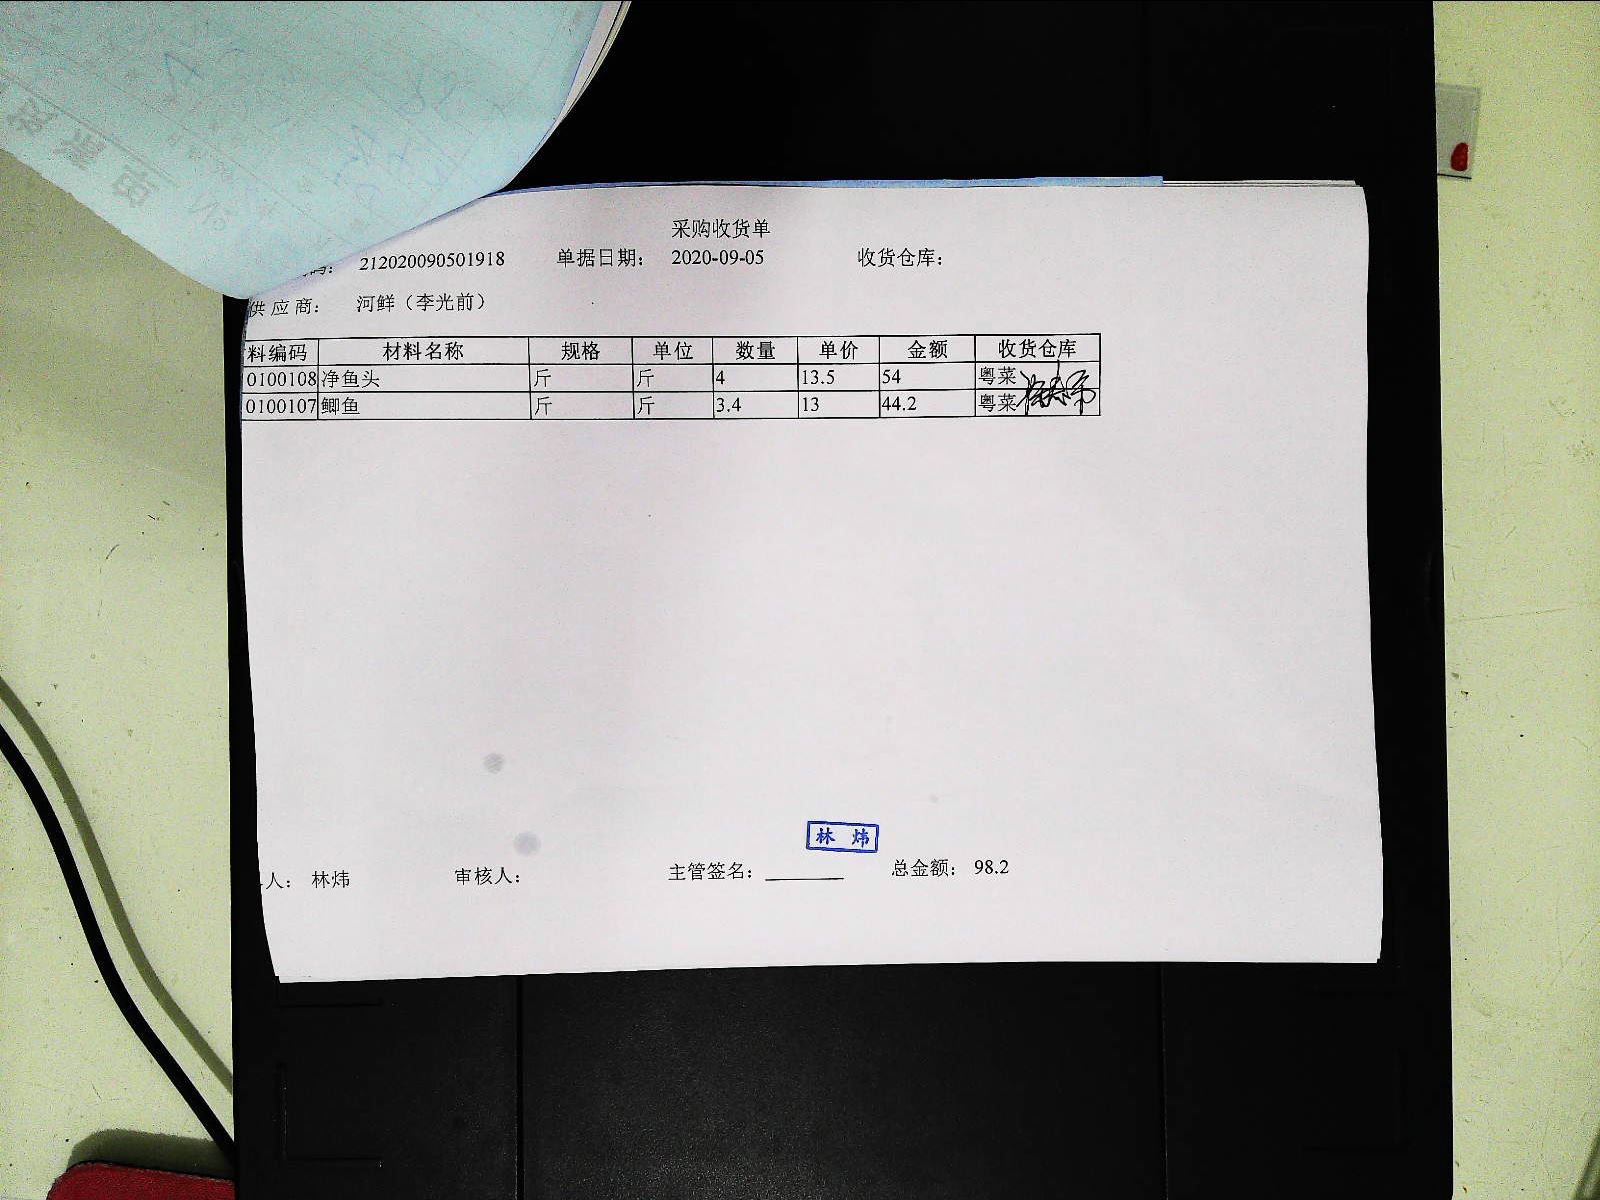 采购收货单
码： 212020090501918 单据日期： 2020-09-05 收货仓库：
供应商： 河鲜（李光前）
料编码 材料名称 规格 单位 数量 单价 金额 收货仓库
0100108 净鱼头 斤 斤 4 13.5 54 粤菜
0100107 鲫鱼 斤 斤 3.4 13 44.2 粤菜
林炜
人： 林炜 审核人： 主管签名： 总金额： 98.2